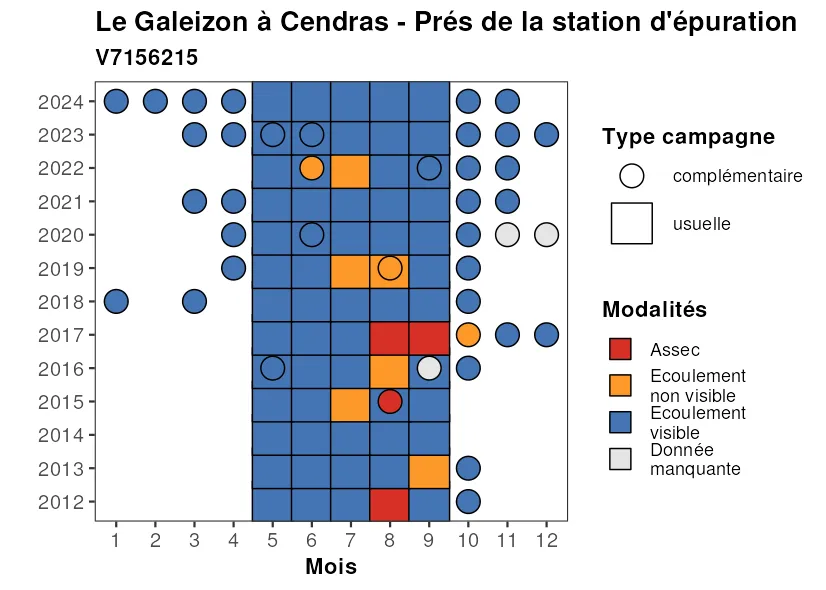 Le Galeizon à Cendras - Prés de la station d'épuration
V7156215
2024
2023
2022
2021
2020
2019
2018
2017
2016
2015
2014
2013
2012
1 2 3 4 5 6 7 8 9 10 11 12
Mois
Type campagne
complémentaire
usuelle
Modalités
Assec
Ecoulement
non visible
Ecoulement
visible
Donnée
manquante